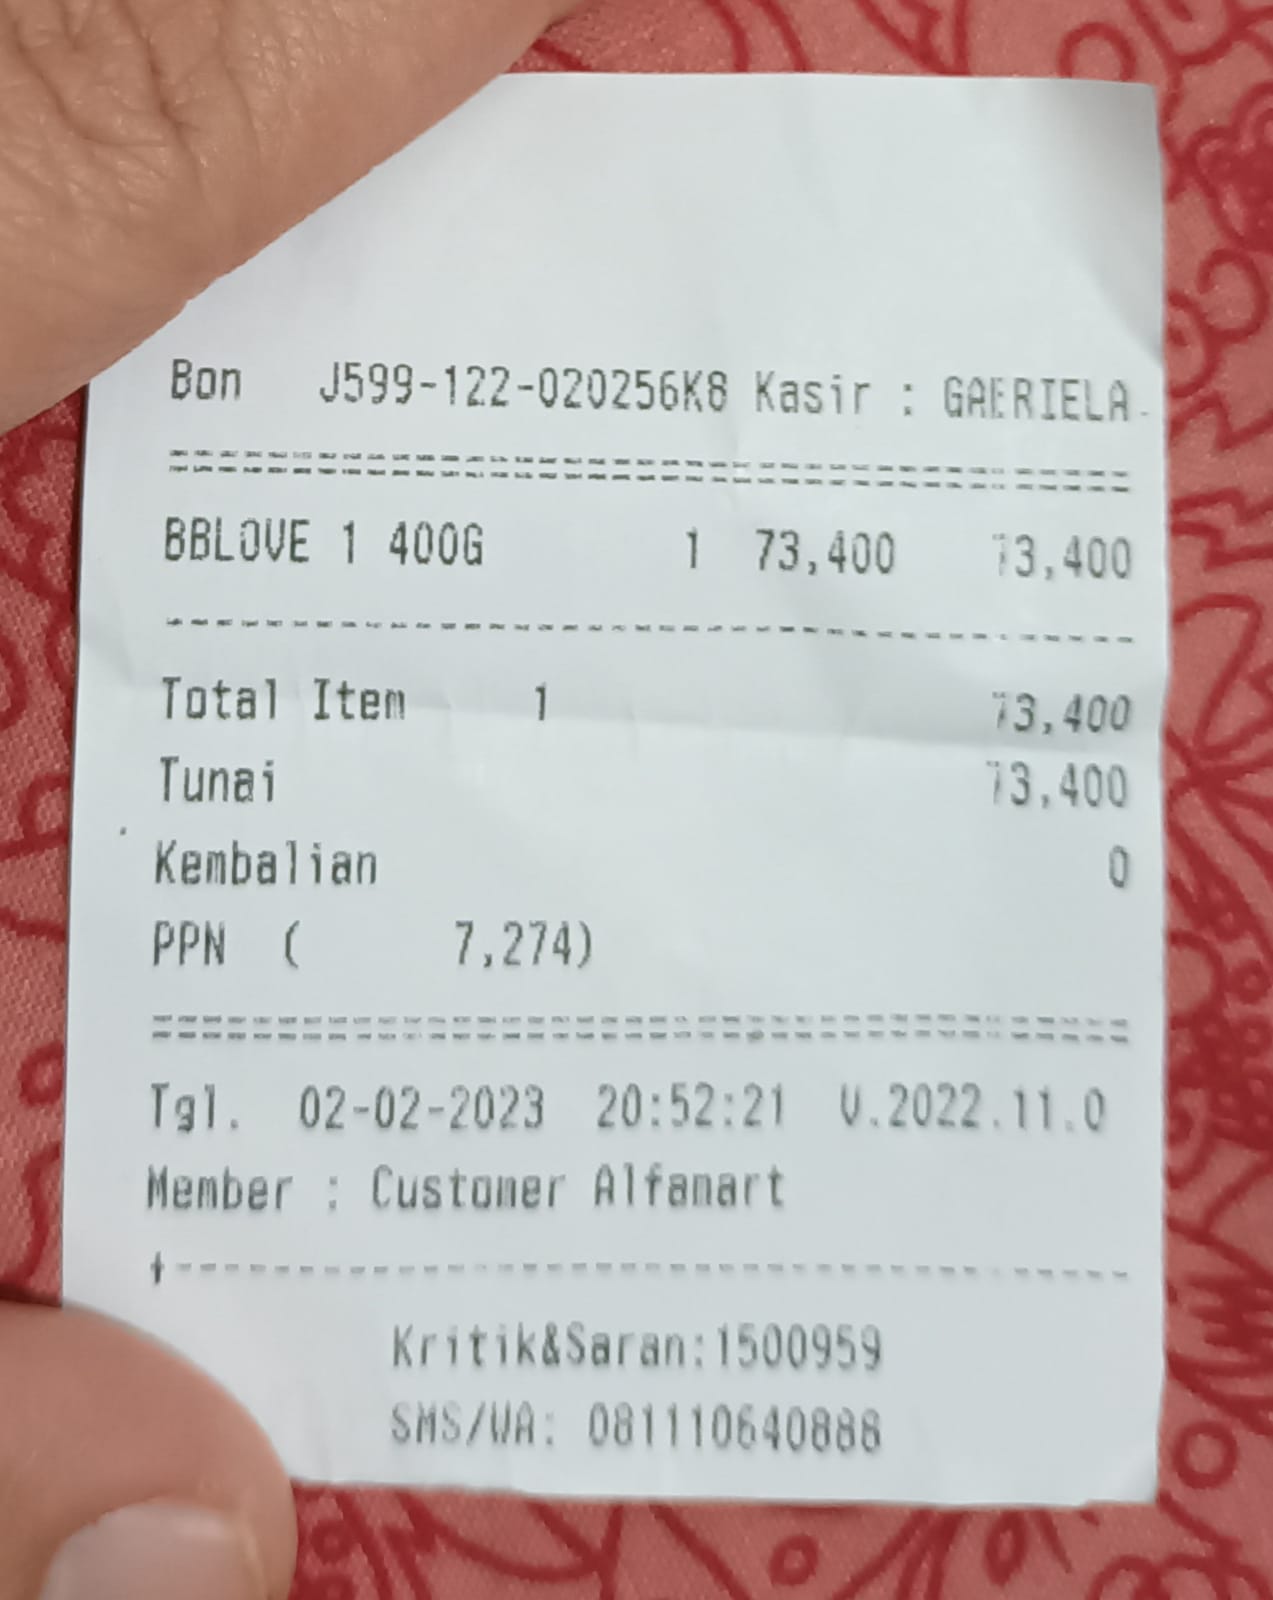 Bon J599-122-020256K8 Kasir : GABRIELA
BBLOVE 1 400G 1 73,400 73,400
Total Item 1 73,400
Tunai 73,400
Kembalian 0
PPN ( 7,274)
Tgl. 02-02-2023 20:52:21 V.2022.11.0
Member : Customer Alfamart
Kritik&Saran:1500959
SMS/WA: 081110640888